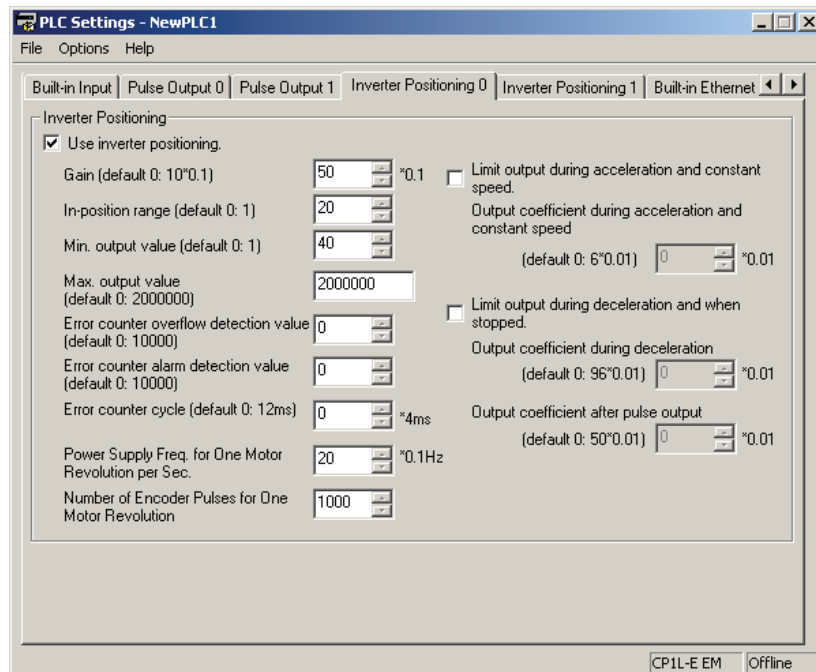 PLC Settings - NewPLC1
File Options Help
Built-in Input Pulse Output 0 Pulse Output 1 Inverter Positioning 0 Inverter Positioning 1 Built-in Ethernet
Inverter Positioning
Use inverter positioning.
Gain (default 0: 10*0.1) 50 *0.1
In-position range (default 0: 1) 20
Min. output value (default 0: 1) 40
Max. output value
(default 0: 2000000) 2000000
Error counter overflow detection value
(default 0: 10000) 0
Error counter alarm detection value
(default 0: 10000) 0
Error counter cycle (default 0: 12ms) 0 *4ms
Power Supply Freq. for One Motor
Revolution per Sec. 20 *0.1Hz
Number of Encoder Pulses for One
Motor Revolution 1000
Limit output during acceleration and constant
speed.
Output coefficient during acceleration and
constant speed
(default 0: 6*0.01) 0 *0.01
Limit output during deceleration and when
stopped.
Output coefficient during deceleration
(default 0: 96*0.01) 0 *0.01
Output coefficient after pulse output
(default 0: 50*0.01) 0 *0.01
CP1L-E EM Offline